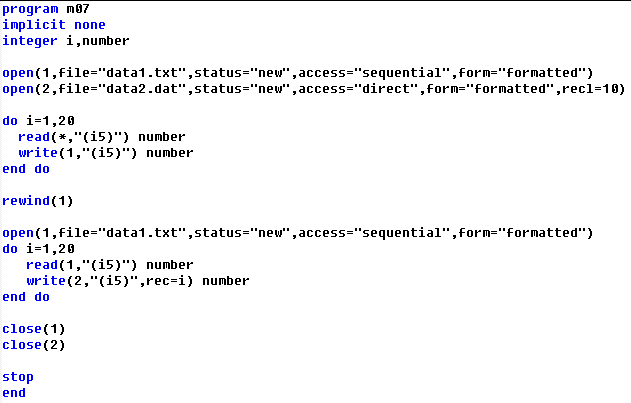 program m07
implicit none
integer i,number
open(1,file="data1.txt",status="new",access="sequential",form="formatted")
open(2,file="data2.dat",status="new",access="direct",form="formatted",recl=10)
do i=1,20
read(*,"(i5)") number
write(1,"(i5)") number
end do
rewind(1)
open(1,file="data1.txt",status="new",access="sequential",form="formatted")
do i=1,20
read(1,"(i5)") number
write(2,"(i5)",rec=i) number
end do
close(1)
close(2)
stop
end